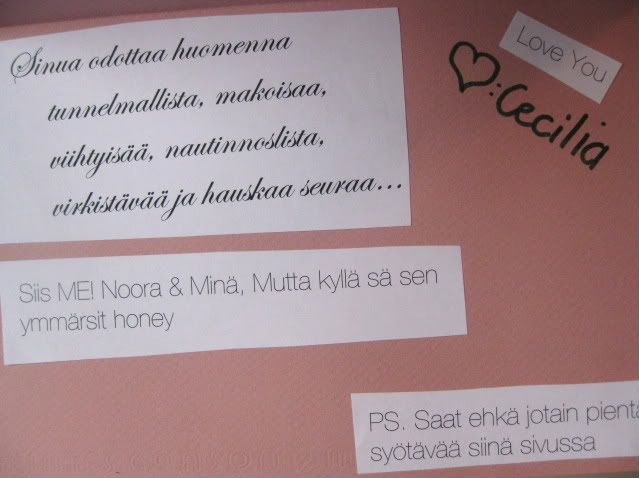 Sinua odottaa huomenna
tunnelmallista, makoisaa,
viihtyisää, nautinnoslista,
virkistävää ja hauskaa seuraa...
Love You
♡:Cecilia
Siis ME! Noora & Minä, Mutta kyllä sä sen
ymmärsit honey
PS. Saat ehkä jotain pientä
syötävää siinä sivussa